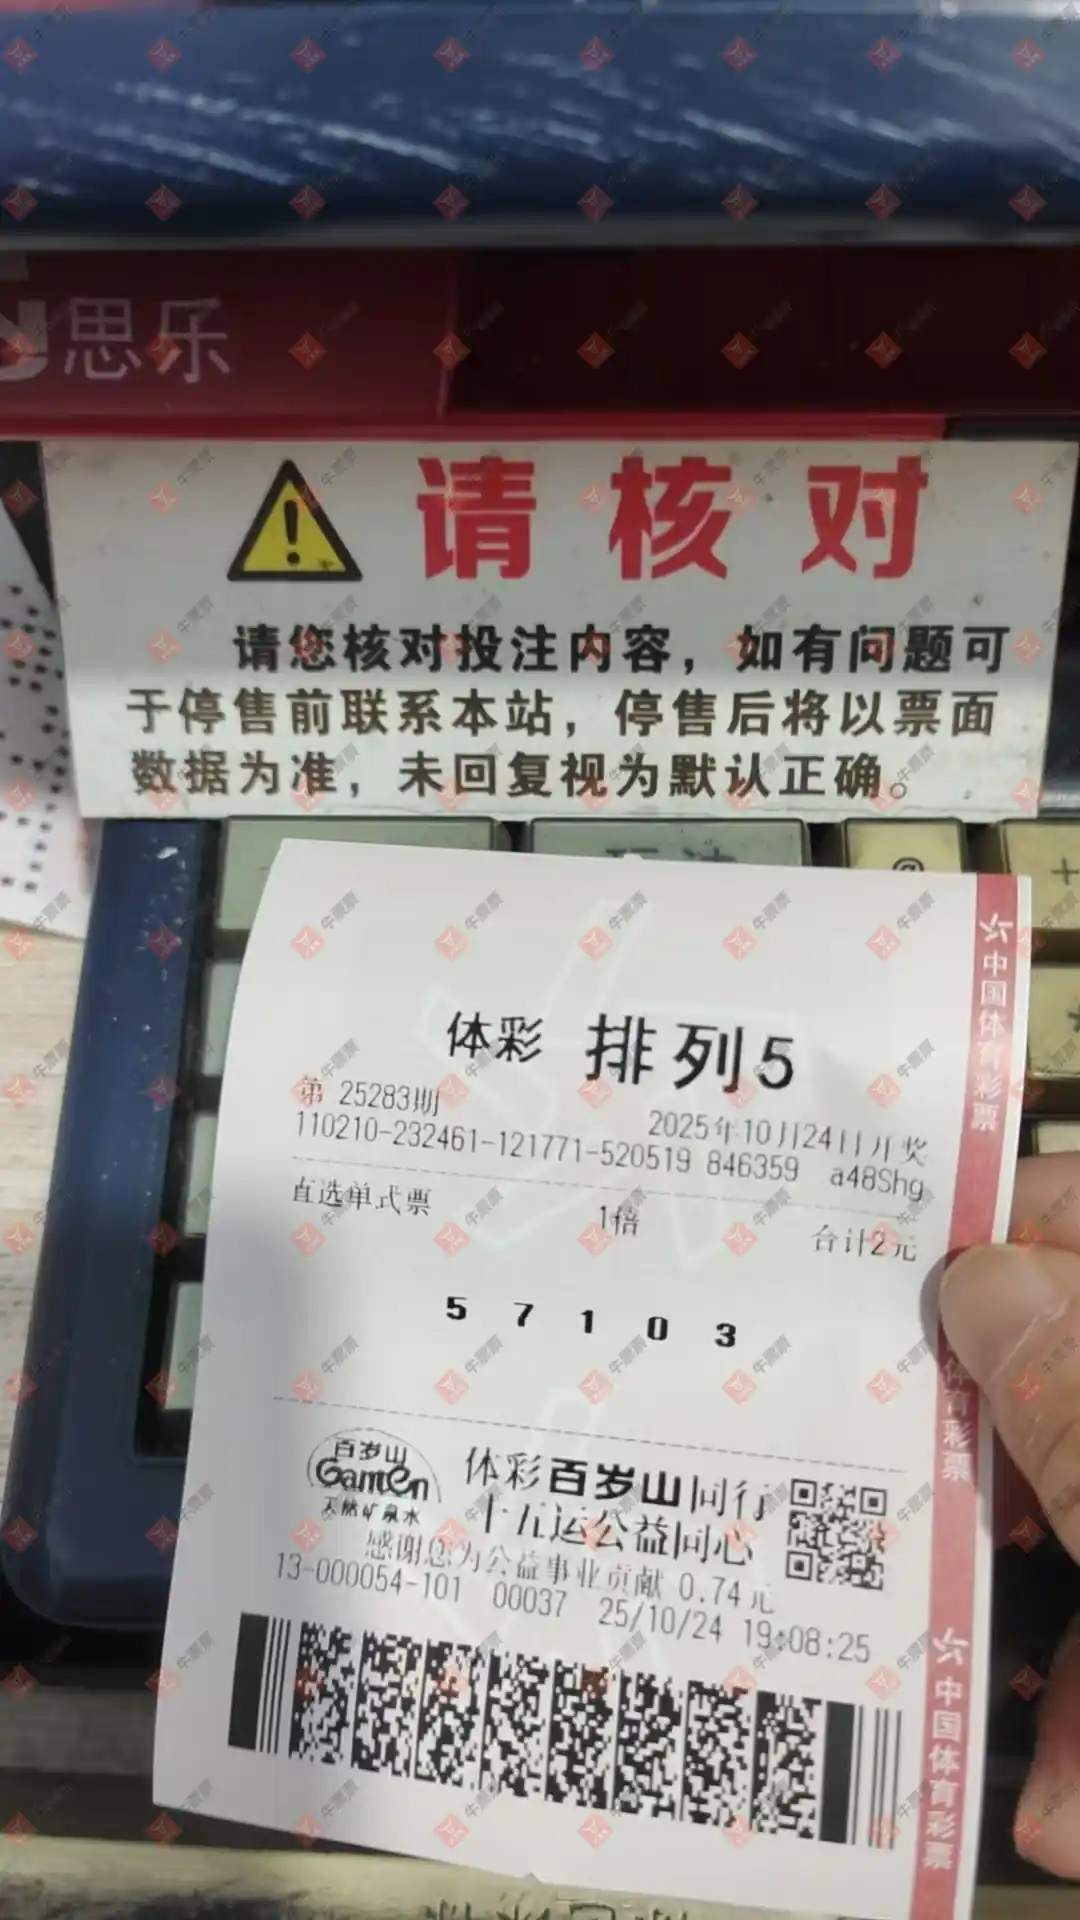 思乐
请核对
请您核对投注内容，如有问题可
于停售前联系本站，停售后将以票面
数据为准，未回复视为默认正确。
@
+
中国体育彩票
体彩 排列5
第 25283期
2025年10月24日开奖
110210-232461-121771-520519 846359 a48Shg
直选单式票 1倍 合计2元
5 7 1 0 3
体育彩票
百岁山
Ganten
天然矿泉水
体彩百岁山同行
十五运公益同心
感谢您为公益事业贡献 0.74元
13-000054-101 00037 25/10/24 19:08:25
中国体育彩票
牛票票